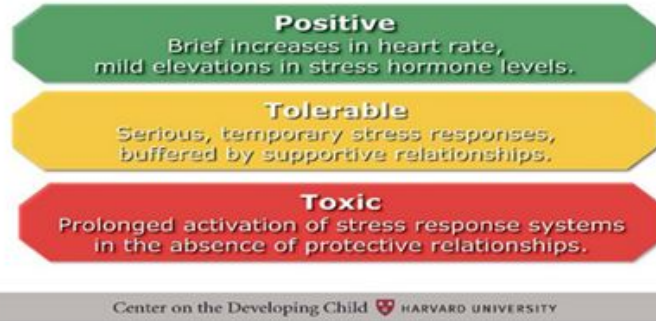 Positive
Brief increases in heart rate,
mild elevations in stress hormone levels.
Tolerable
Serious, temporary stress responses,
buffered by supportive relationships.
Toxic
Prolonged activation of stress response systems
in the absence of protective relationships.
Center on the Developing Child HARVARD UNIVERSITY